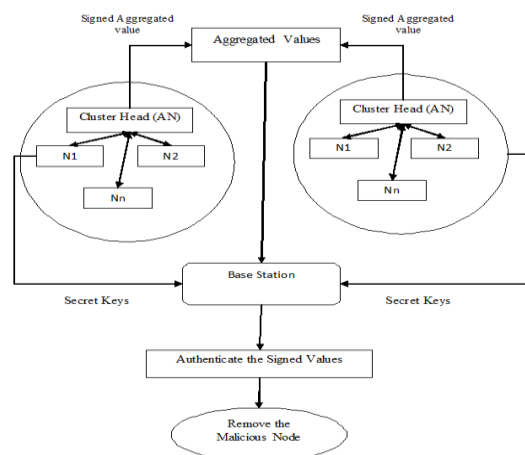 Signed Aggregated
value
Signed Aggregated
value
Aggregated Values
Cluster Head (AN)
N1
N2
Nn
Cluster Head (AN)
N1
N2
Nn
Base Station
Secret Keys
Secret Keys
Authenticate the Signed Values
Remove the
Malicious Node